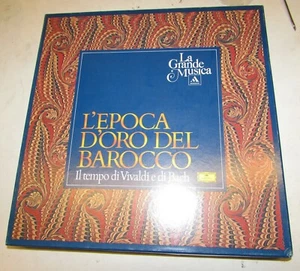 La
Grande
Musica
L'EPOCA
D'ORO DEL
BAROCCO
Il tempo di Vivaldi e di Bach